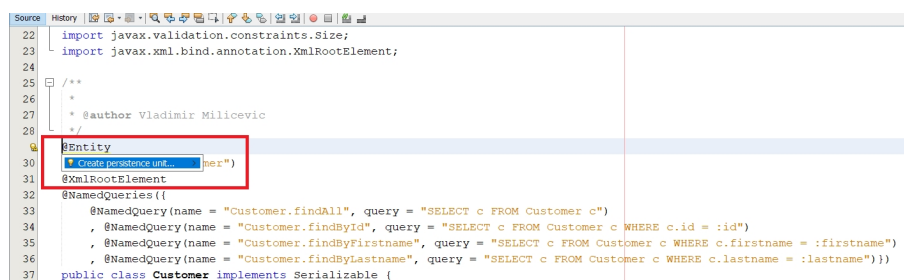 Source History
22 import javax.validation.constraints.Size;
23 import javax.xml.bind.annotation.XmlRootElement;
24
25 /**
26 *
27 * @author Vladimir Milicevic
28 */
@Entity
30 Create persistence unit... mer")
31 @XmlRootElement
32 @NamedQueries({
33 @NamedQuery(name = "Customer.findAll", query = "SELECT c FROM Customer c")
34 , @NamedQuery(name = "Customer.findById", query = "SELECT c FROM Customer c WHERE c.id = :id")
35 , @NamedQuery(name = "Customer.findByFirstname", query = "SELECT c FROM Customer c WHERE c.firstname = :firstname")
36 , @NamedQuery(name = "Customer.findByLastname", query = "SELECT c FROM Customer c WHERE c.lastname = :lastname")})
37 public class Customer implements Serializable {